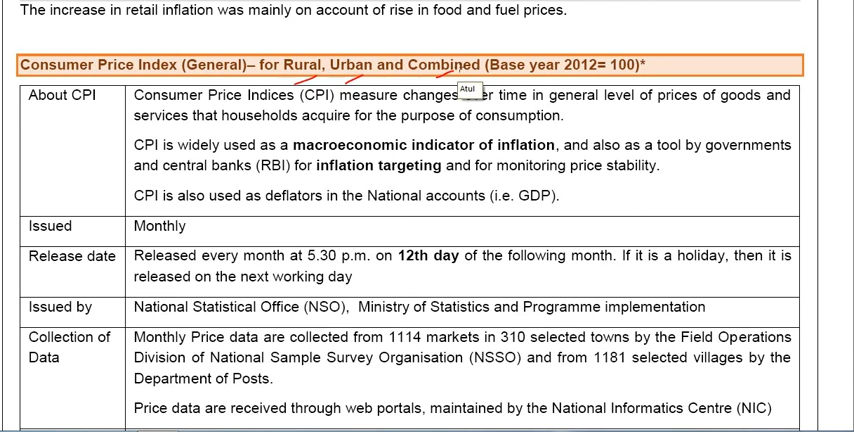 The increase in retail inflation was mainly on account of rise in food and fuel prices.
Consumer Price Index (General)– for Rural, Urban and Combined (Base year 2012= 100)*
About CPI
Consumer Price Indices (CPI) measure changes time in general level of prices of goods and
Atul
services that households acquire for the purpose of consumption.
CPI is widely used as a macroeconomic indicator of inflation, and also as a tool by governments
and central banks (RBI) for inflation targeting and for monitoring price stability.
CPI is also used as deflators in the National accounts (i.e. GDP).
Issued
Monthly
Release date
Released every month at 5.30 p.m. on 12th day of the following month. If it is a holiday, then it is
released on the next working day
Issued by
National Statistical Office (NSO), Ministry of Statistics and Programme implementation
Collection of
Data
Monthly Price data are collected from 1114 markets in 310 selected towns by the Field Operations
Division of National Sample Survey Organisation (NSSO) and from 1181 selected villages by the
Department of Posts.
Price data are received through web portals, maintained by the National Informatics Centre (NIC)